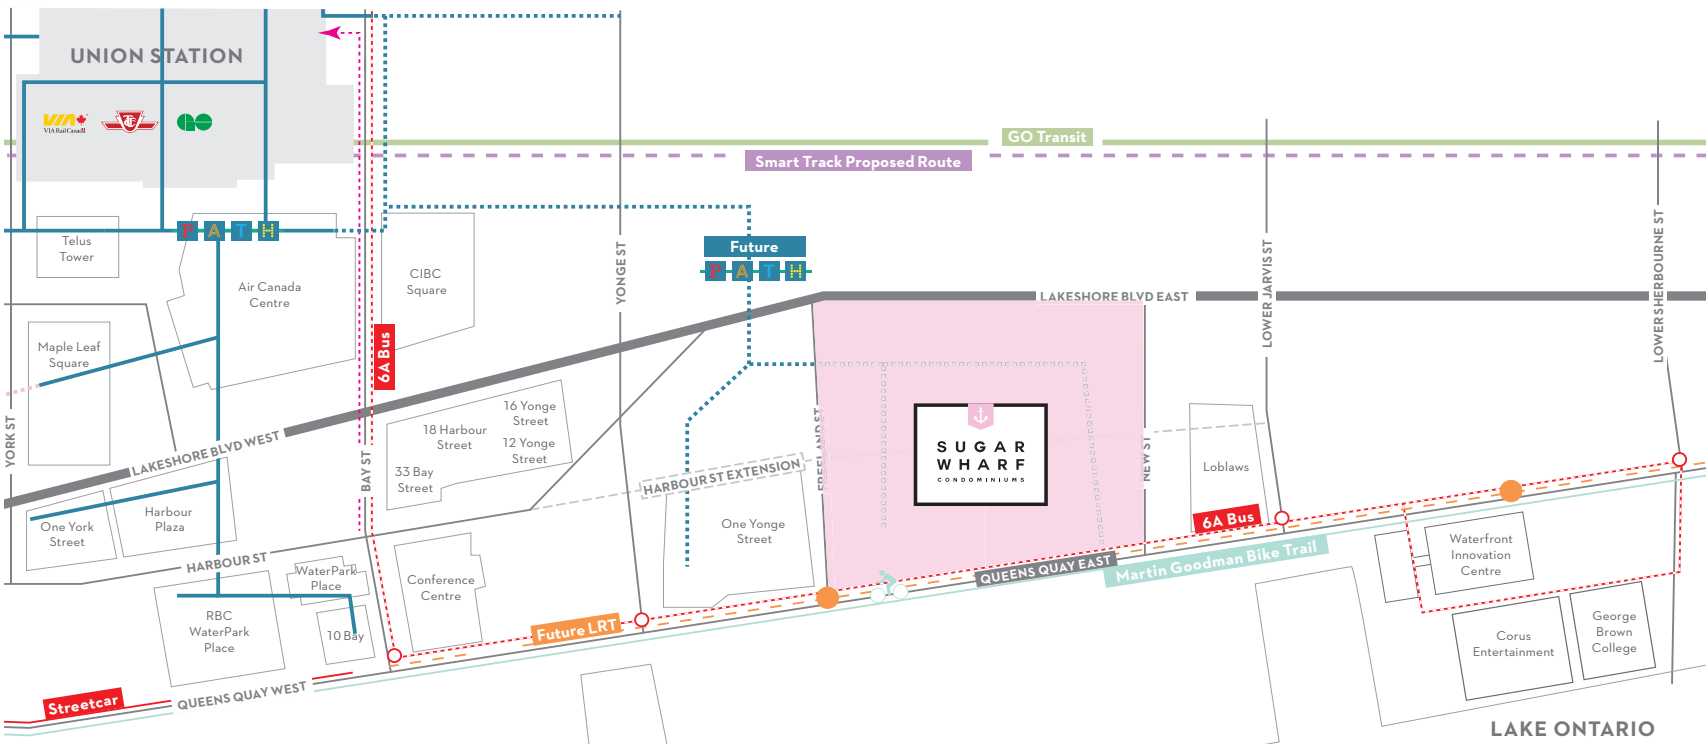 UNION STATION
VIA
VIA Rail Canada
TTC
GO
GO Transit
Smart Track Proposed Route
Telus
Tower
P A T H
Air Canada
Centre
CIBC
Square
Future
P A T H
YONGE ST
LAKESHORE BLVD EAST
LOWER JARVIS ST
LOWER SHERBOURNE ST
Maple Leaf
Square
6A Bus
YORK ST
LAKESHORE BLVD WEST
BAY ST
16 Yonge
Street
18 Harbour
Street
12 Yonge
Street
33 Bay
Street
HARBOUR ST EXTENSION
FREELAND ST
SUGAR
WHARF
CONDOMINIUMS
NEW ST
Loblaws
One York
Street
Harbour
Plaza
HARBOUR ST
One Yonge
Street
6A Bus
Martin Goodman Bike Trail
QUEENS QUAY EAST
Waterfront
Innovation
Centre
WaterPark
Place
Conference
Centre
RBC
WaterPark
Place
10 Bay
Future LRT
Corus
Entertainment
George
Brown
College
Streetcar
QUEENS QUAY WEST
LAKE ONTARIO